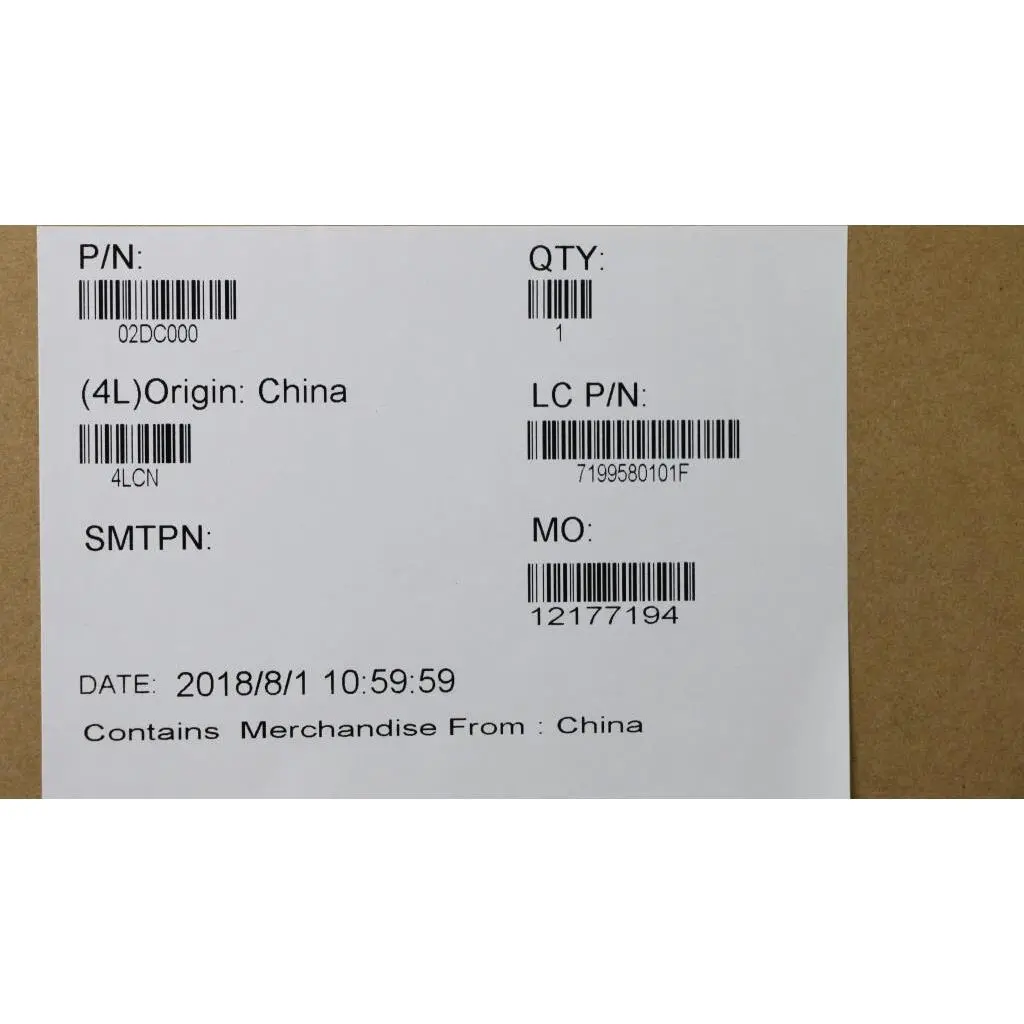 P/N:
02DC000
QTY:
1
(4L)Origin: China
4LCN
LC P/N:
7199580101F
SMTPN:
MO:
12177194
DATE: 2018/8/1 10:59:59
Contains Merchandise From : China